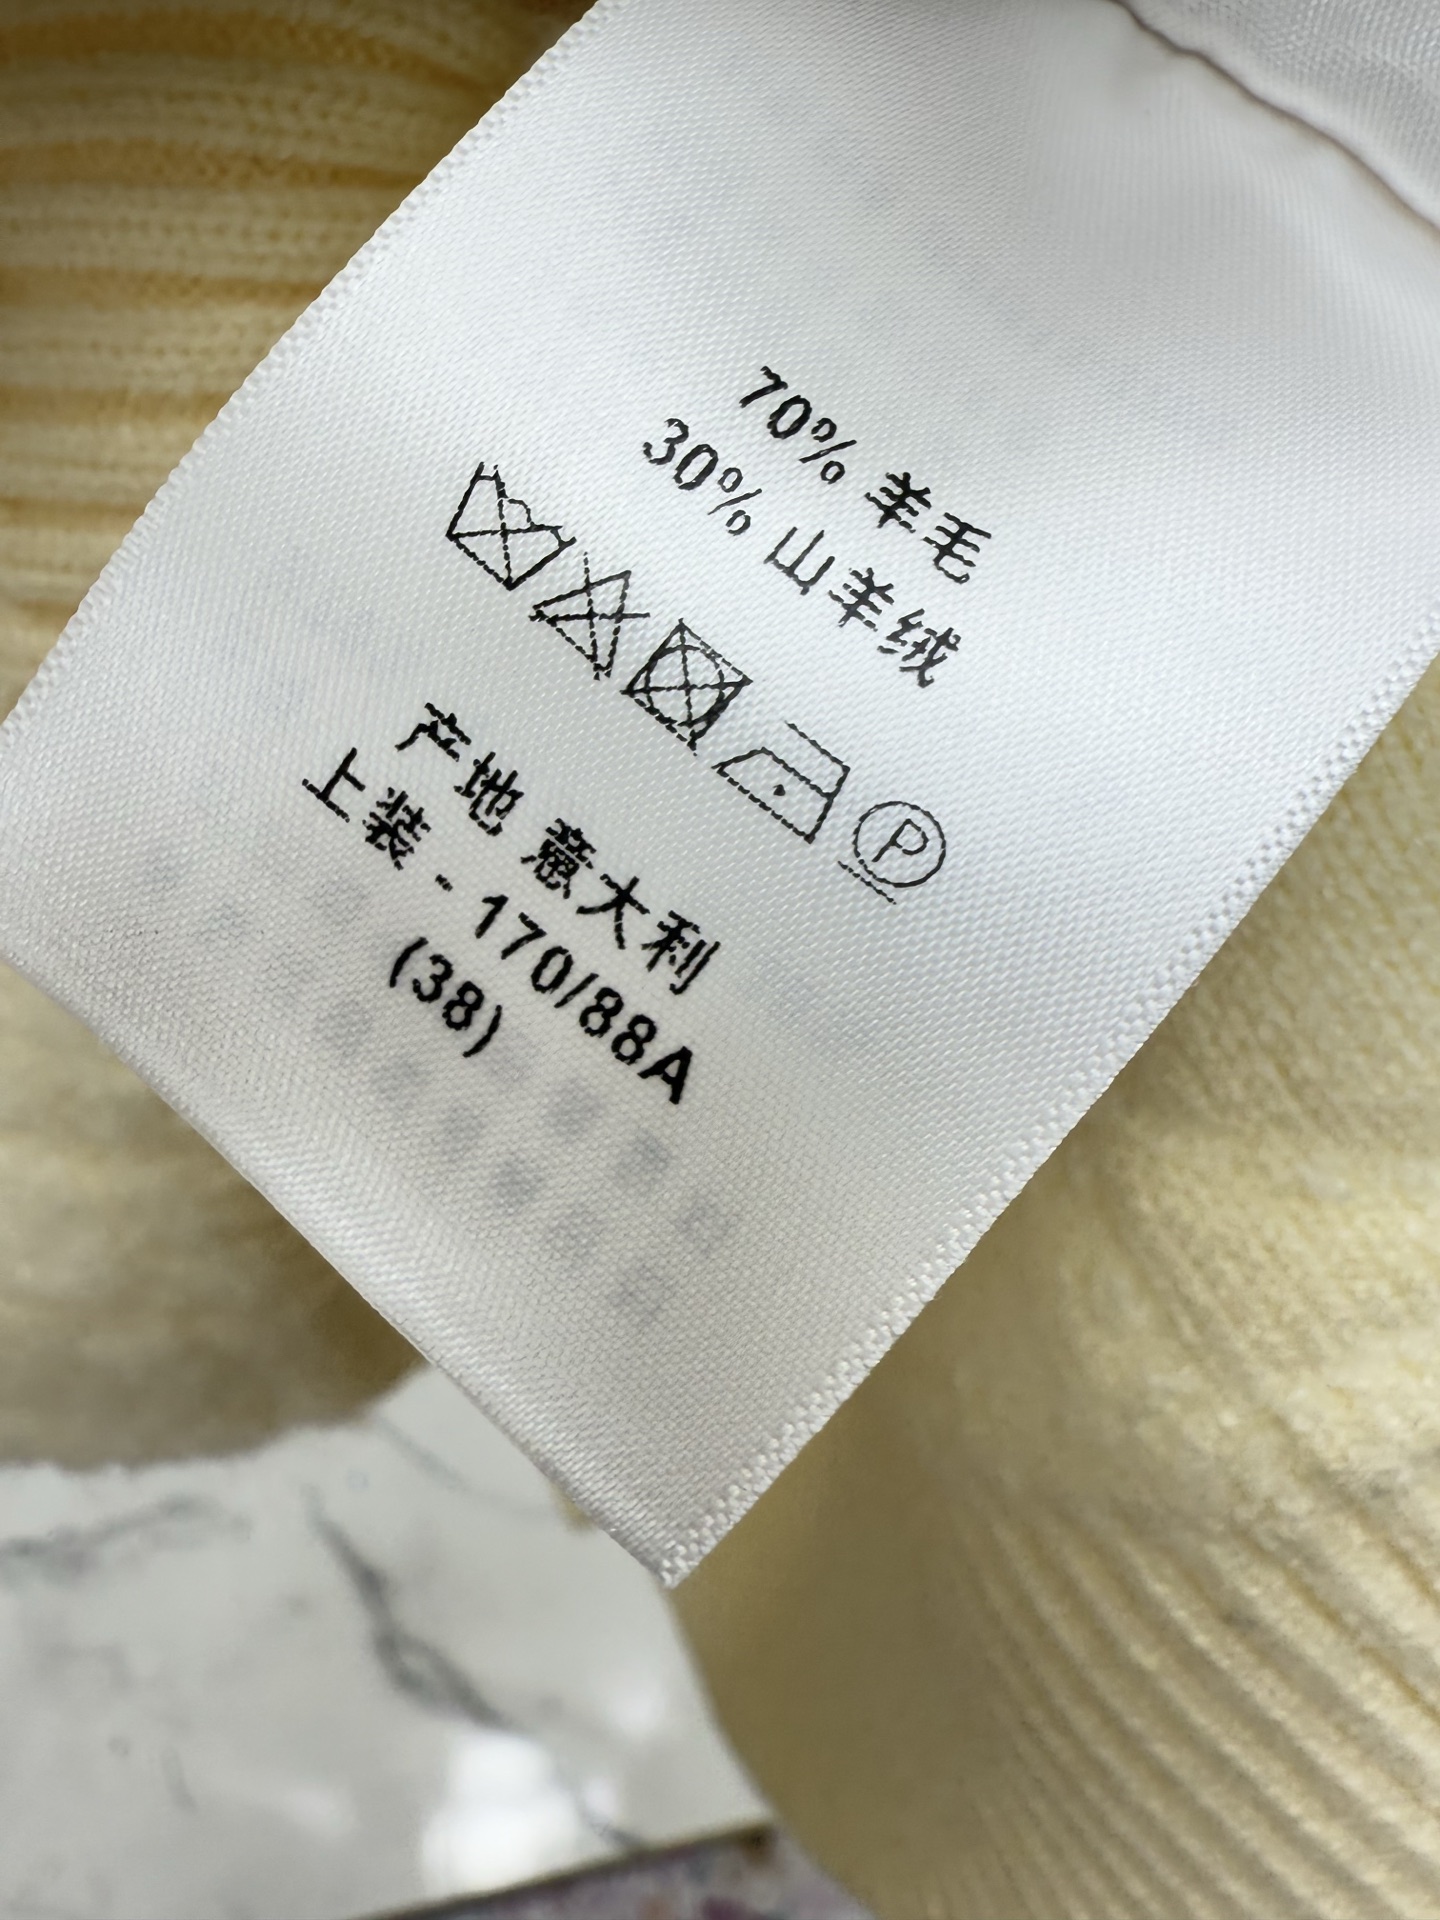 70% 羊毛
30% 山羊绒
P
产地 意大利
上装 - 170/88A
(38)